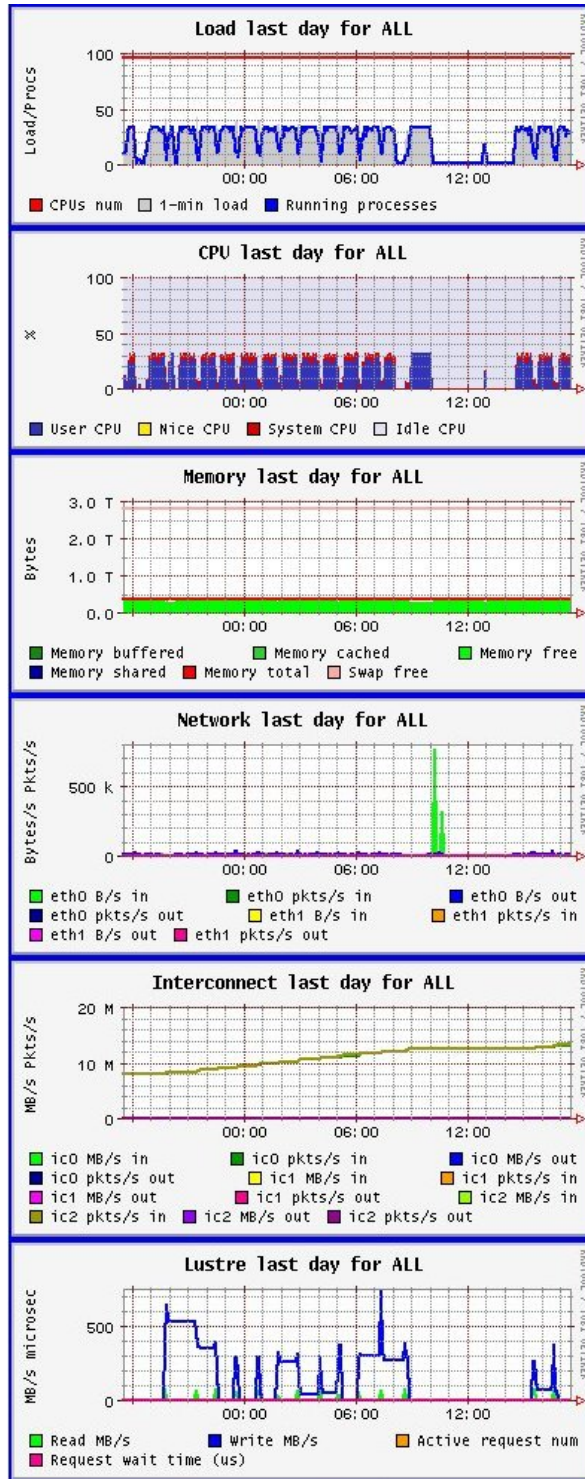 Load last day for ALL
Load/Procs
100
50
0
00:00 06:00 12:00
CPUs num 1-min load Running processes
CPU last day for ALL
%
100
50
0
00:00 06:00 12:00
User CPU Nice CPU System CPU Idle CPU
Memory last day for ALL
Bytes
3.0 T
2.0 T
1.0 T
0.0
00:00 06:00 12:00
Memory buffered Memory cached Memory free
Memory shared Memory total Swap free
Network last day for ALL
Bytes/s Pkts/s
500 k
0
00:00 06:00 12:00
eth0 B/s in eth0 pkts/s in eth0 B/s out
eth0 pkts/s out eth1 B/s in eth1 pkts/s in
eth1 B/s out eth1 pkts/s out
Interconnect last day for ALL
MB/s Pkts/s
20 M
10 M
0
00:00 06:00 12:00
ic0 MB/s in ic0 pkts/s in ic0 MB/s out
ic0 pkts/s out ic1 MB/s in ic1 pkts/s in
ic1 MB/s out ic1 pkts/s out ic2 MB/s in
ic2 pkts/s in ic2 MB/s out ic2 pkts/s out
Lustre last day for ALL
MB/s microsec
500
0
00:00 06:00 12:00
Read MB/s Write MB/s Active request num
Request wait time (us)